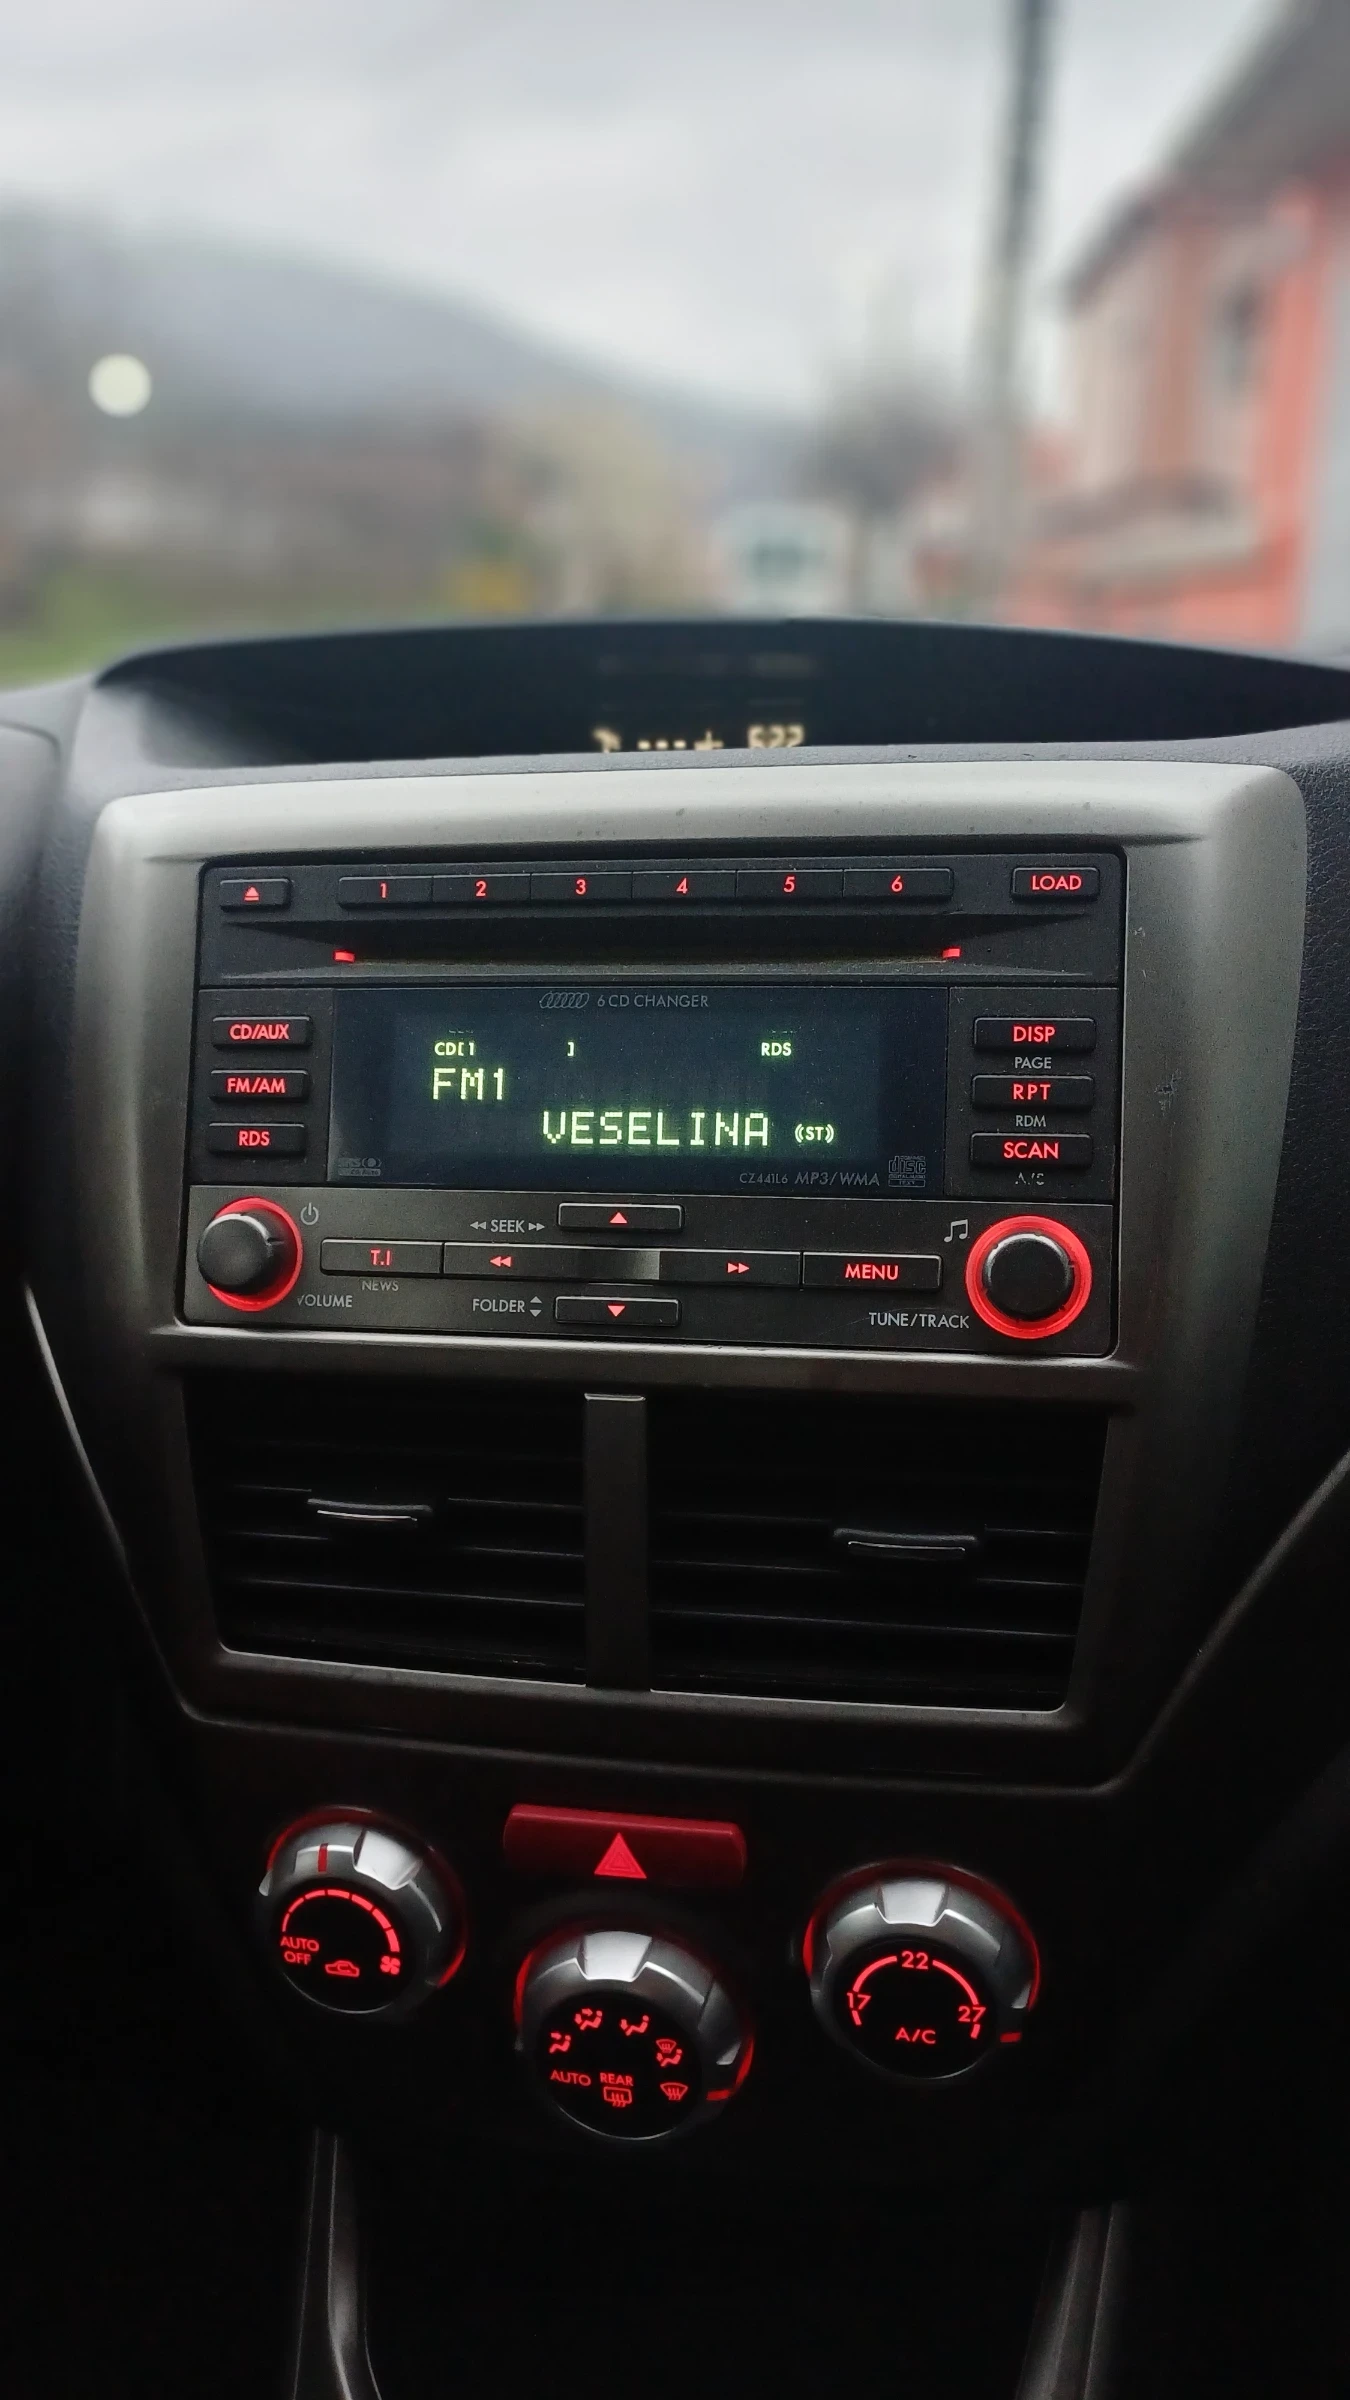 1 2 3 4 5 6 LOAD
6 CD CHANGER
CD/AUX CD[1 ] RDS DISP
PAGE
FM/AM FM1 RPT
RDM
RDS VESELINA (ST) SCAN
CZ441L6 MP3/WMA
SEEK
T.I MENU
NEWS
VOLUME FOLDER TUNE/TRACK
AUTO
OFF
AUTO REAR
22
17 27
A/C